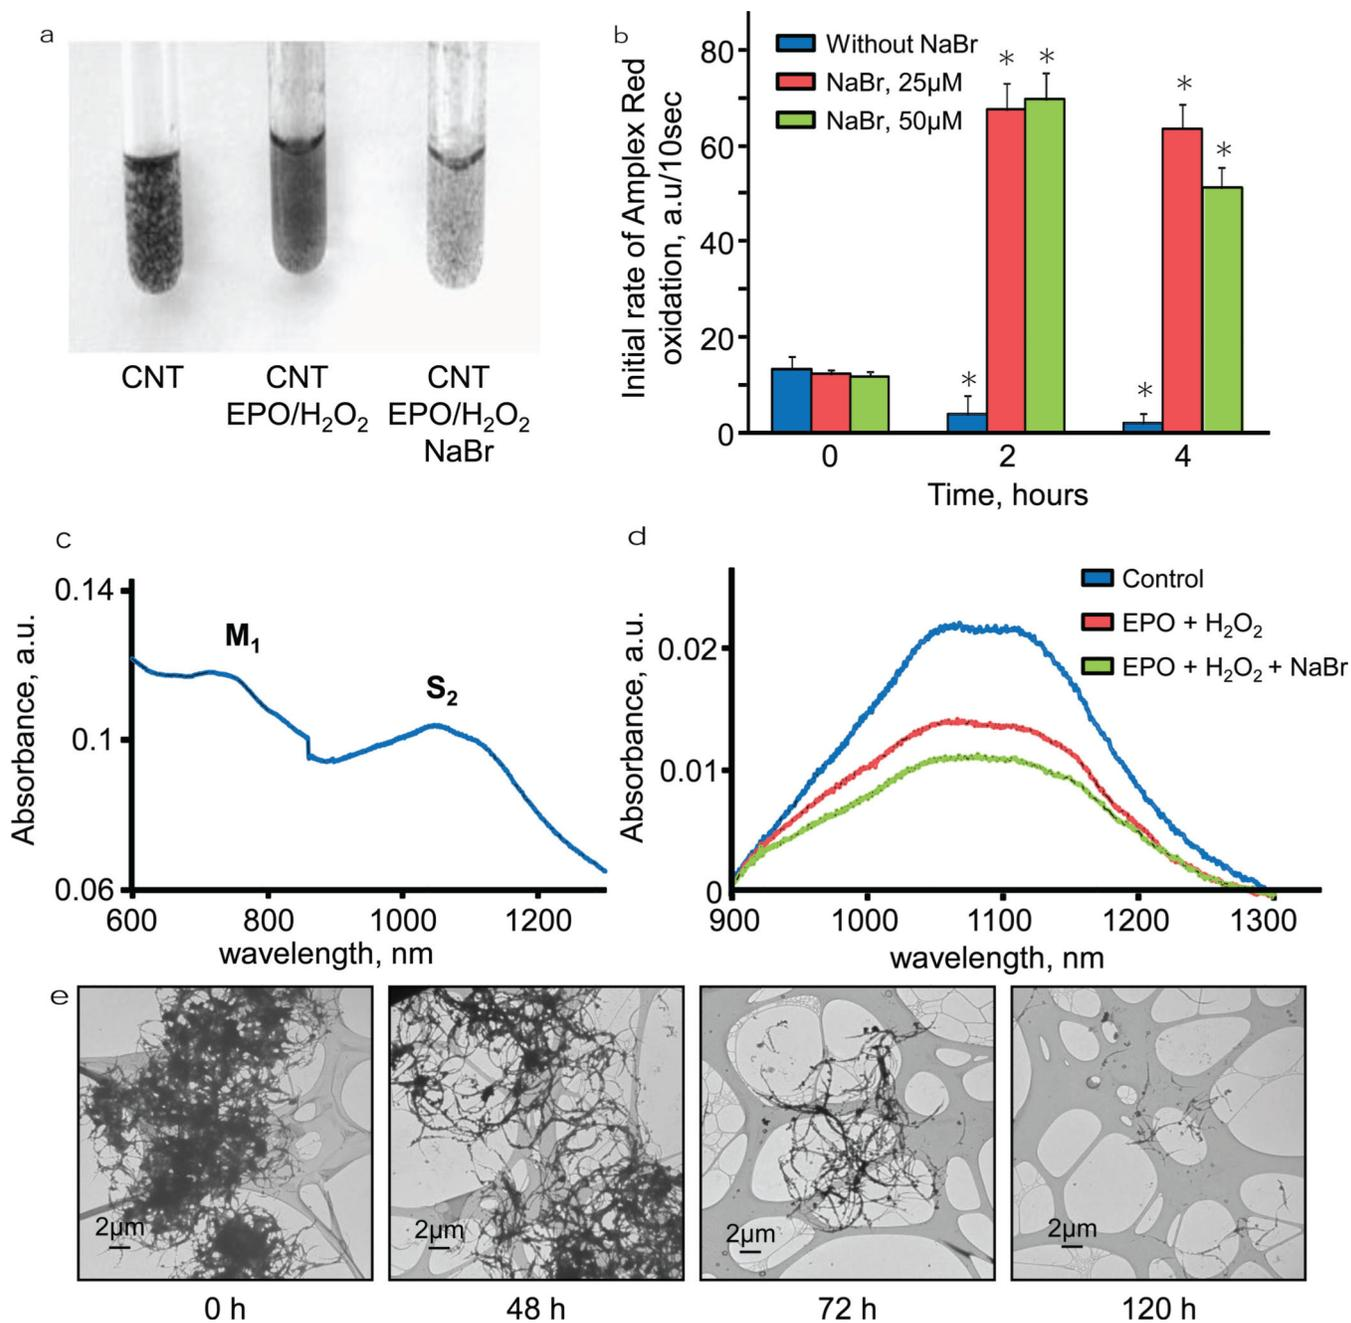 a
CNT
CNT
EPO/H₂O₂
CNT
EPO/H₂O₂
NaBr
b
Initial rate of Amplex Red
oxidation, a.u/10sec
80
60
40
20
0
Without NaBr
NaBr, 25μM
NaBr, 50μM
* *
*
*
*
*
0 2 4
Time, hours
c
Absorbance, a.u.
0.14
0.1
0.06
M₁
S₂
600 800 1000 1200
wavelength, nm
d
Absorbance, a.u.
0.02
0.01
0
Control
EPO + H₂O₂
EPO + H₂O₂ + NaBr
900 1000 1100 1200 1300
wavelength, nm
e
2μm
2μm
2μm
2μm
0 h
48 h
72 h
120 h